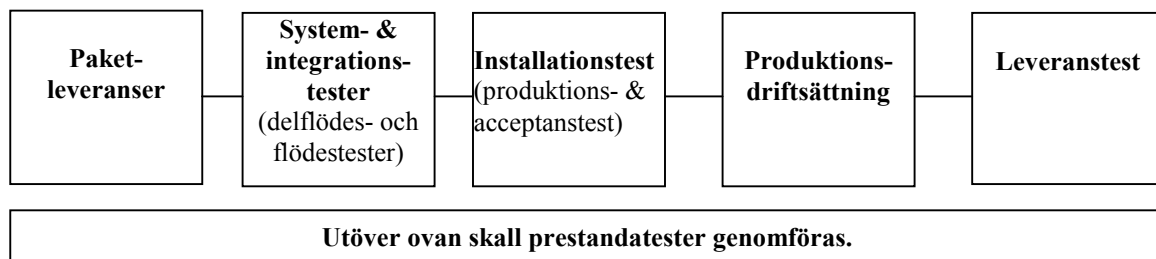 Paket-
leveranser
System- &
integrations-
tester
(delflödes- och
flödestester)
Installationstest
(produktions- &
acceptanstest)
Produktions-
driftsättning
Leveranstest
Utöver ovan skall prestandatester genomföras.